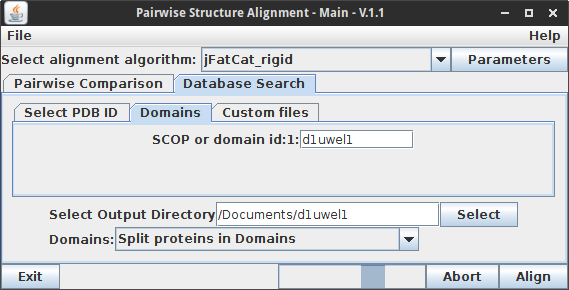 Pairwise Structure Alignment - Main - V.1.1
File Help
Select alignment algorithm: jFatCat_rigid Parameters
Pairwise Comparison Database Search
Select PDB ID Domains Custom files
SCOP or domain id:1: d1uwel1
Select Output Directory /Documents/d1uwel1 Select
Domains: Split proteins in Domains
Exit Abort Align